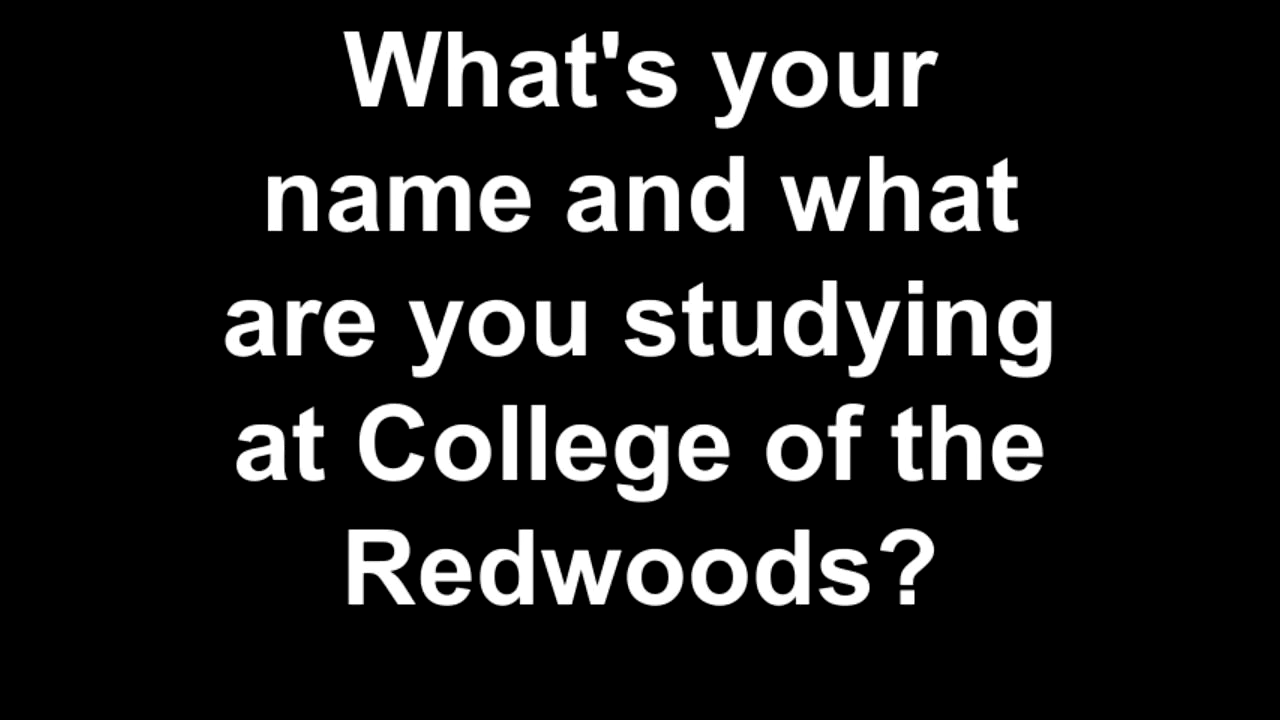 What's your
name and what
are you studying
at College of the
Redwoods?